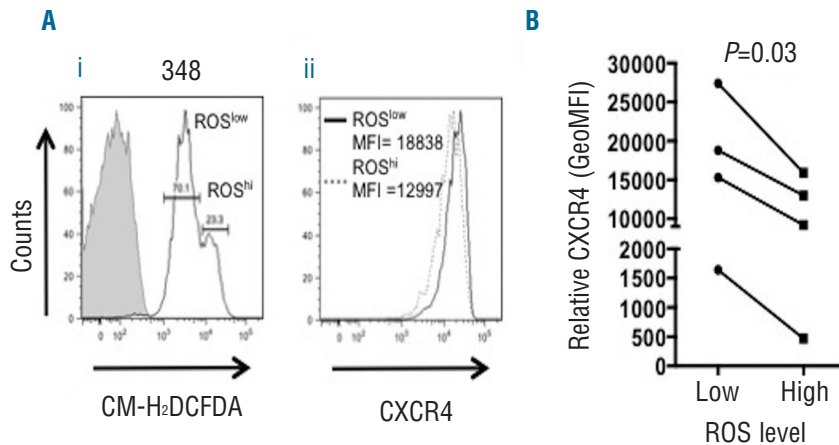 A
B
i
348
ii
P=0.03
Counts
100
80
60
40
20
0
ROSlow
ROShi
70.1
23.3
0 10² 10³ 10⁴ 10⁵
CM-H₂DCFDA
100
80
60
40
20
0
ROSlow
MFI= 18838
ROShi
MFI =12997
0 10² 10³ 10⁴ 10⁵
CXCR4
Relative CXCR4 (GeoMFI)
30000
25000
20000
15000
10000
2000
1500
1000
500
0
Low High
ROS level